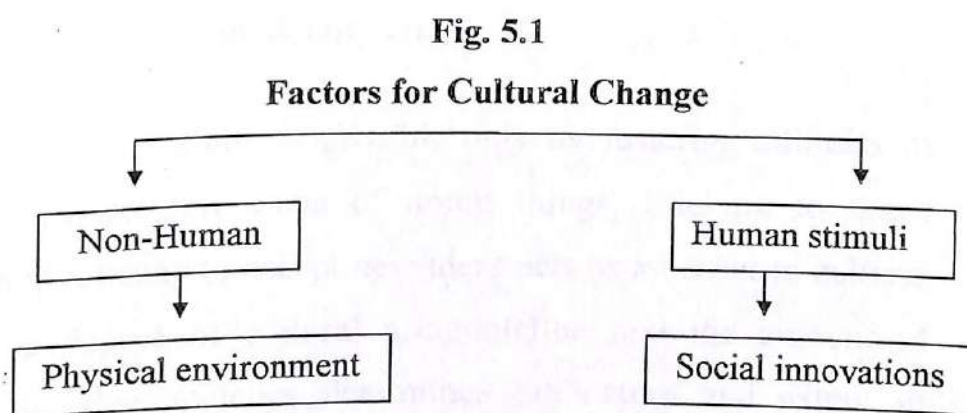 Fig. 5.1
Factors for Cultural Change
Non-Human Human stimuli
Physical environment Social innovations